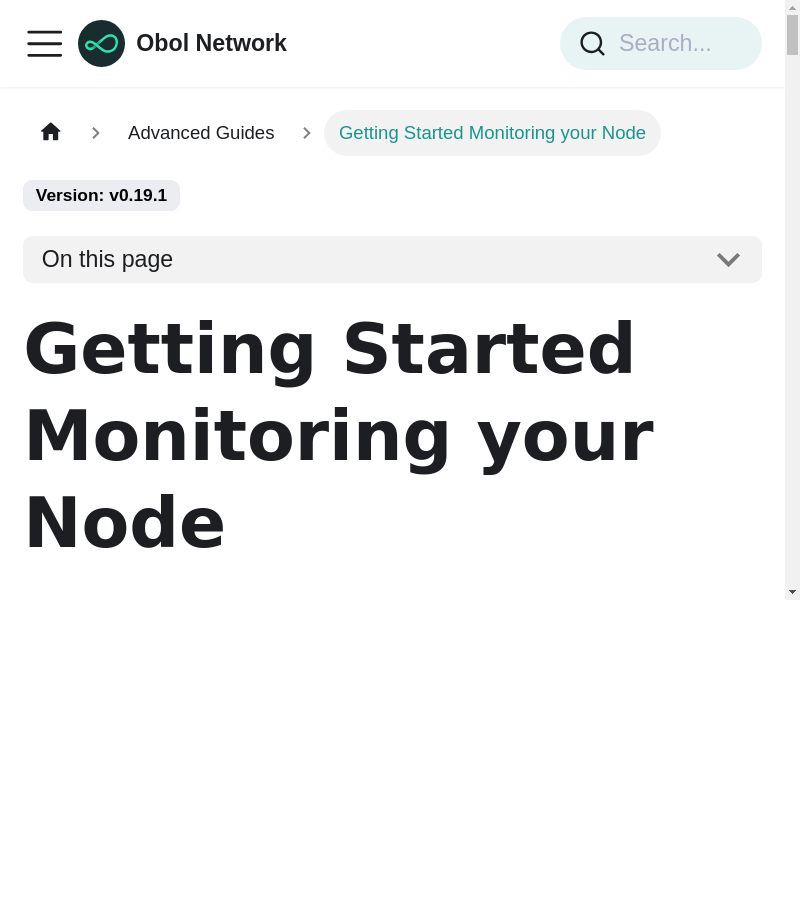 Obol Network
Search...
Advanced Guides
Getting Started Monitoring your Node
Version: v0.19.1
On this page
Getting Started
Monitoring your
Node